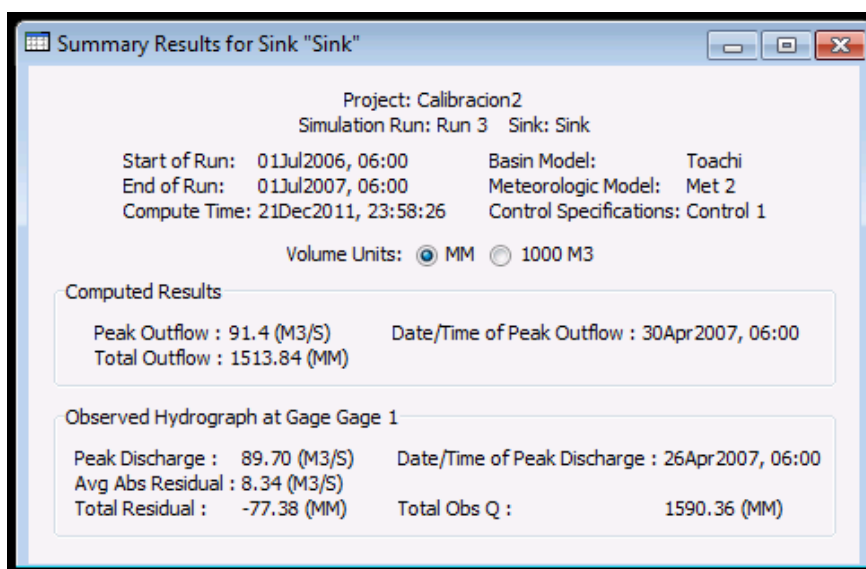 Summary Results for Sink "Sink"
Project: Calibracion2
Simulation Run: Run 3 Sink: Sink
Start of Run: 01Jul2006, 06:00 Basin Model: Toachi
End of Run: 01Jul2007, 06:00 Meteorologic Model: Met 2
Compute Time: 21Dec2011, 23:58:26 Control Specifications: Control 1
Volume Units: MM 1000 M3
Computed Results
Peak Outflow : 91.4 (M3/S) Date/Time of Peak Outflow : 30Apr2007, 06:00
Total Outflow : 1513.84 (MM)
Observed Hydrograph at Gage Gage 1
Peak Discharge : 89.70 (M3/S) Date/Time of Peak Discharge : 26Apr2007, 06:00
Avg Abs Residual : 8.34 (M3/S)
Total Residual : -77.38 (MM) Total Obs Q : 1590.36 (MM)